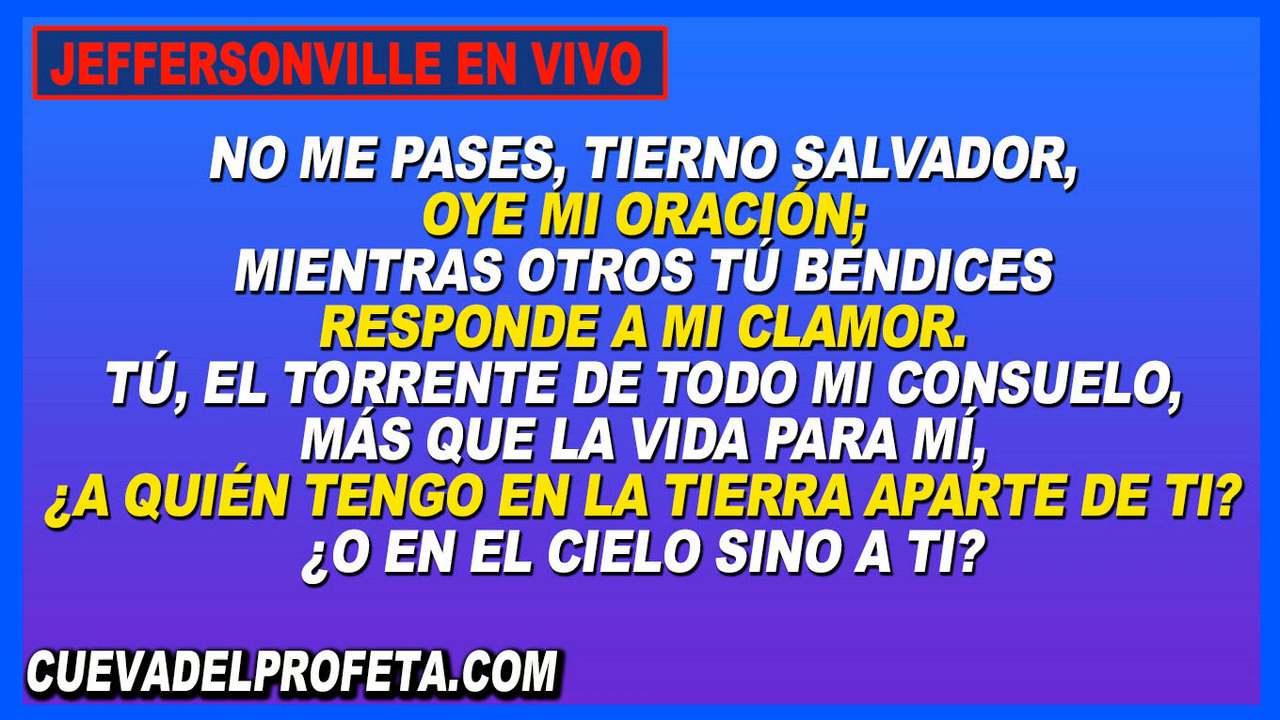 JEFFERSONVILLE EN VIVO
NO ME PASES, TIERNO SALVADOR,
OYE MI ORACIÓN;
MIENTRAS OTROS TÚ BENDICES
RESPONDE A MI CLAMOR.
TÚ, EL TORRENTE DE TODO MI CONSUELO,
MÁS QUE LA VIDA PARA MÍ,
¿A QUIÉN TENGO EN LA TIERRA APARTE DE TI?
¿O EN EL CIELO SINO A TI?
CUEVADELPROFETA.COM